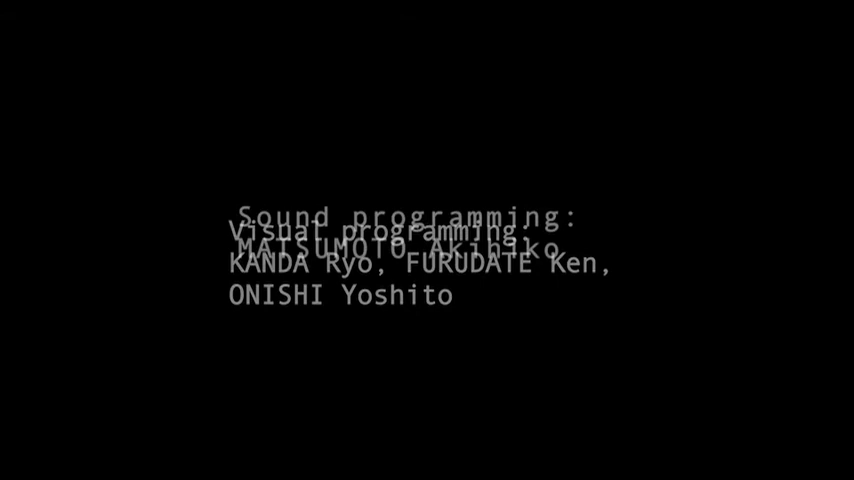 Sound programming:
Visual programming:
MATSUMOTO Akihiko
KANDA Ryo, FURUDATE Ken,
ONISHI Yoshito